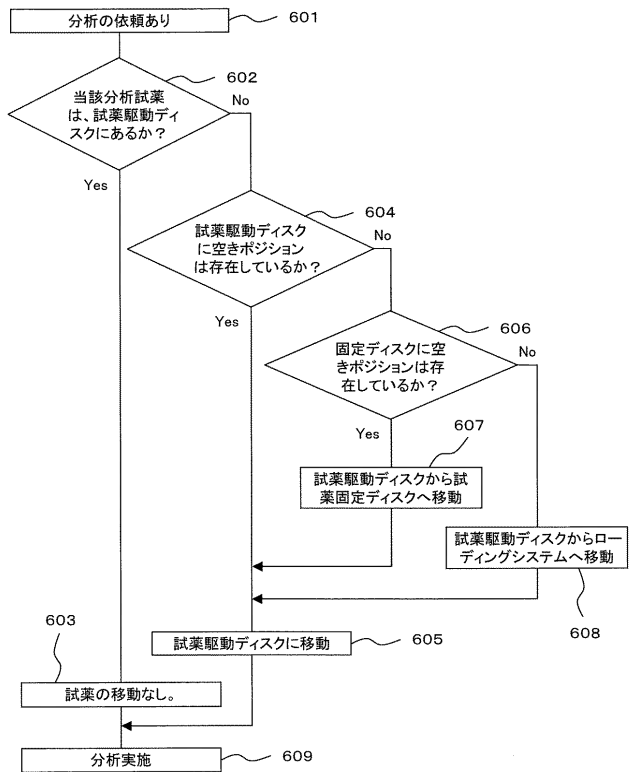 分析の依頼あり
601
602
当該分析試薬
は、試薬駆動ディ
スクにあるか？
No
Yes
604
試薬駆動ディスク
に空きポジション
は存在しているか？
No
Yes
606
固定ディスクに空
きポジションは存
在しているか？
No
Yes
607
試薬駆動ディスクから試
薬固定ディスクへ移動
試薬駆動ディスクからロー
ディングシステムへ移動
608
603
試薬駆動ディスクに移動
605
試薬の移動なし。
分析実施
609